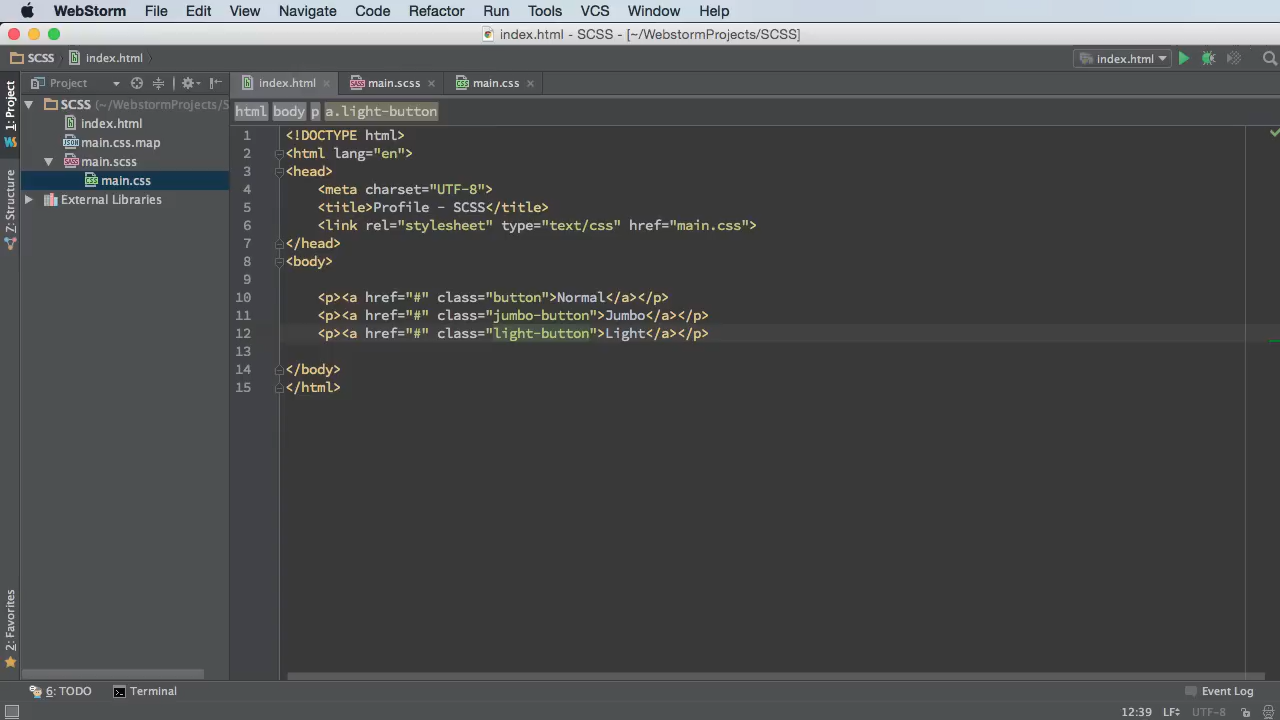 WebStorm File Edit View Navigate Code Refactor Run Tools VCS Window Help
index.html - SCSS - [~/WebstormProjects/SCSS]
SCSS index.html index.html
1: Project
Z: Structure
2: Favorites
Project index.html main.scss main.css
SCSS (~/WebstormProjects/S
index.html
main.css.map
main.scss
main.css
External Libraries
html body p a.light-button
1 <!DOCTYPE html>
2 <html lang="en">
3 <head>
4 <meta charset="UTF-8">
5 <title>Profile - SCSS</title>
6 <link rel="stylesheet" type="text/css" href="main.css">
7 </head>
8 <body>
9
10 <p><a href="#" class="button">Normal</a></p>
11 <p><a href="#" class="jumbo-button">Jumbo</a></p>
12 <p><a href="#" class="light-button">Light</a></p>
13
14 </body>
15 </html>
6: TODO Terminal Event Log
12:39 LF UTF-8